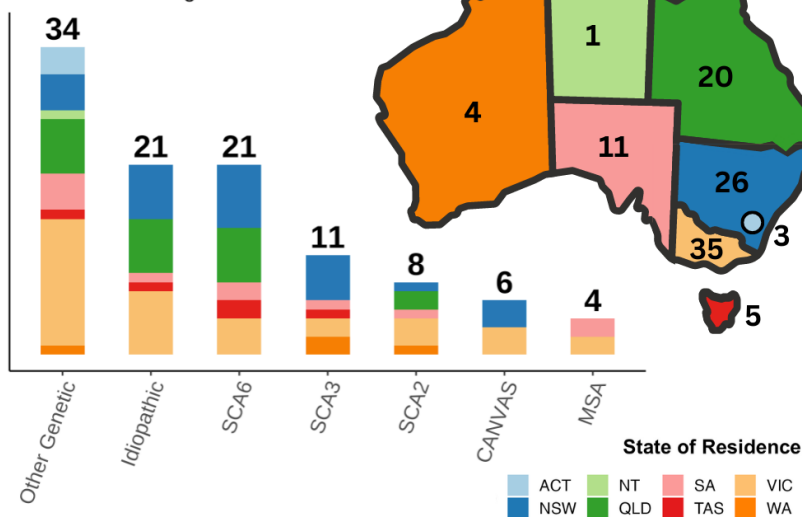 34
21
21
11
8
6
4
1
20
4
11
26
3
35
5
Other Genetic
Idiopathic
SCA6
SCA3
SCA2
CANVAS
MSA
State of Residence
ACT NT SA VIC
NSW QLD TAS WA